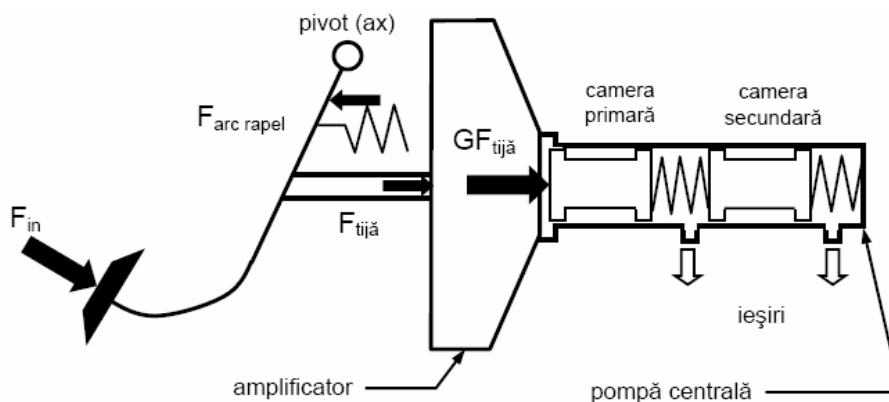 pivot (ax)
F arc rapel
F in
F tijă
GF tijă
camera
primară
camera
secundară
ieşiri
amplificator
pompă centrală